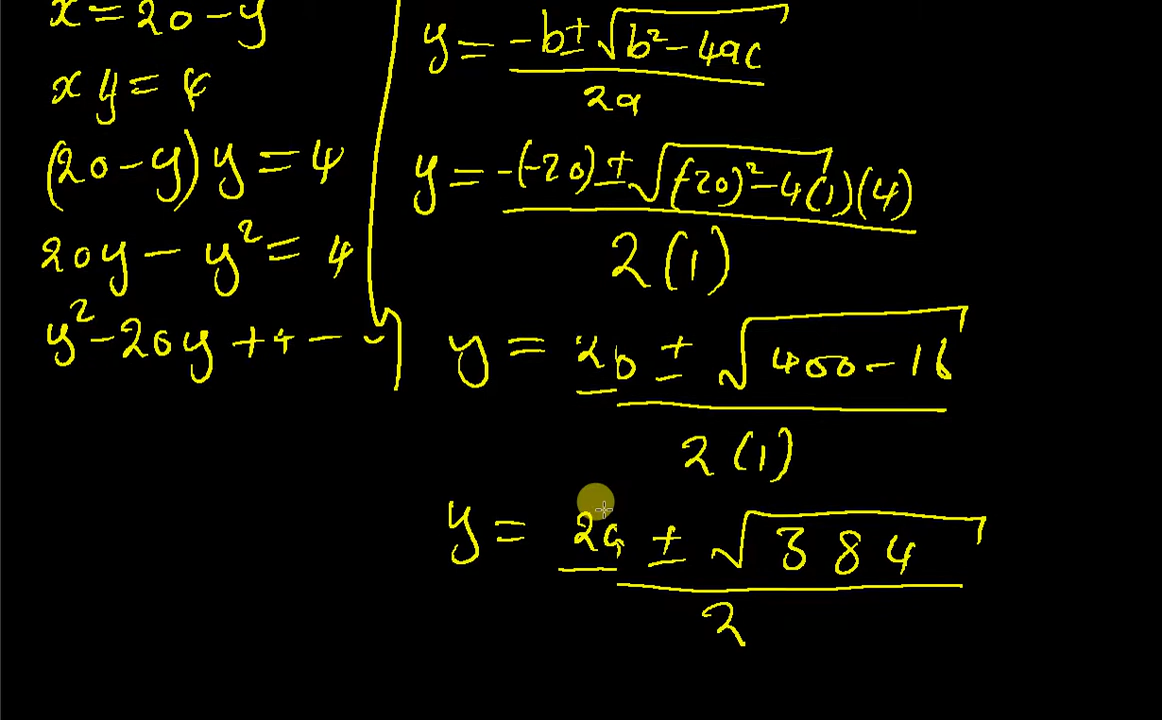 x = 20 - y
xy = 4
(20 - y)y = 4
20y - y² = 4
y² - 20y + 4 = 0
y = -b ± √b² - 4ac / 2a
y = -(-20) ± √(-20)² - 4(1)(4) / 2(1)
y = 20 ± √400 - 16 / 2(1)
y = 20 ± √384 / 2